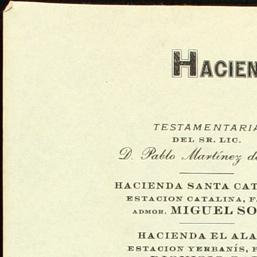 HACIEN
TESTAMENTARIA
DEL SR. LIC.
D. Pablo Martínez d
HACIENDA SANTA CAT
ESTACION CATALINA, F
ADMOR. MIGUEL SO
HACIENDA EL ALA
ESTACION YERBANÍS, F